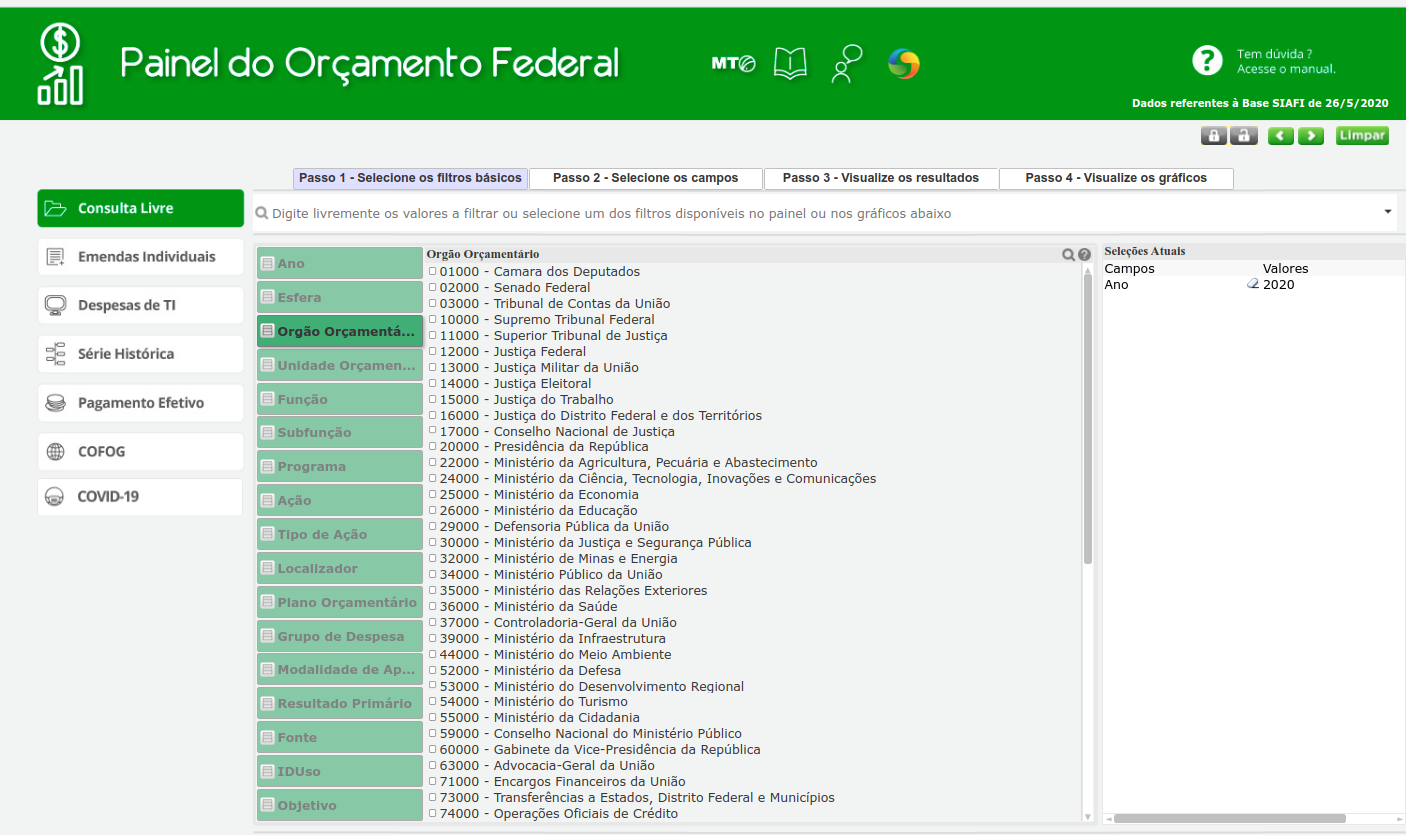 Painel do Orçamento Federal
MTO
Tem dúvida ?
Acesse o manual.
Dados referentes à Base SIAFI de 26/5/2020
Limpar
Passo 1 - Selecione os filtros básicos
Passo 2 - Selecione os campos
Passo 3 - Visualize os resultados
Passo 4 - Visualize os gráficos
Digite livremente os valores a filtrar ou selecione um dos filtros disponíveis no painel ou nos gráficos abaixo
Consulta Livre
Emendas Individuais
Despesas de TI
Série Histórica
Pagamento Efetivo
COFOG
COVID-19
Ano
Esfera
Orgão Orçamentá...
Unidade Orçamen...
Função
Subfunção
Programa
Ação
Tipo de Ação
Localizador
Plano Orçamentário
Grupo de Despesa
Modalidade de Ap...
Resultado Primário
Fonte
IDUso
Objetivo
Orgão Orçamentário
01000 - Camara dos Deputados
02000 - Senado Federal
03000 - Tribunal de Contas da União
10000 - Supremo Tribunal Federal
11000 - Superior Tribunal de Justiça
12000 - Justiça Federal
13000 - Justiça Militar da União
14000 - Justiça Eleitoral
15000 - Justiça do Trabalho
16000 - Justiça do Distrito Federal e dos Territórios
17000 - Conselho Nacional de Justiça
20000 - Presidência da República
22000 - Ministério da Agricultura, Pecuária e Abastecimento
24000 - Ministério da Ciência, Tecnologia, Inovações e Comunicações
25000 - Ministério da Economia
26000 - Ministério da Educação
29000 - Defensoria Pública da União
30000 - Ministério da Justiça e Segurança Pública
32000 - Ministério de Minas e Energia
34000 - Ministério Público da União
35000 - Ministério das Relações Exteriores
36000 - Ministério da Saúde
37000 - Controladoria-Geral da União
39000 - Ministério da Infraestrutura
44000 - Ministério do Meio Ambiente
52000 - Ministério da Defesa
53000 - Ministério do Desenvolvimento Regional
54000 - Ministério do Turismo
55000 - Ministério da Cidadania
59000 - Conselho Nacional do Ministério Público
60000 - Gabinete da Vice-Presidência da República
63000 - Advocacia-Geral da União
71000 - Encargos Financeiros da União
73000 - Transferências a Estados, Distrito Federal e Municípios
74000 - Operações Oficiais de Crédito
Seleções Atuais
Campos Valores
Ano 2020